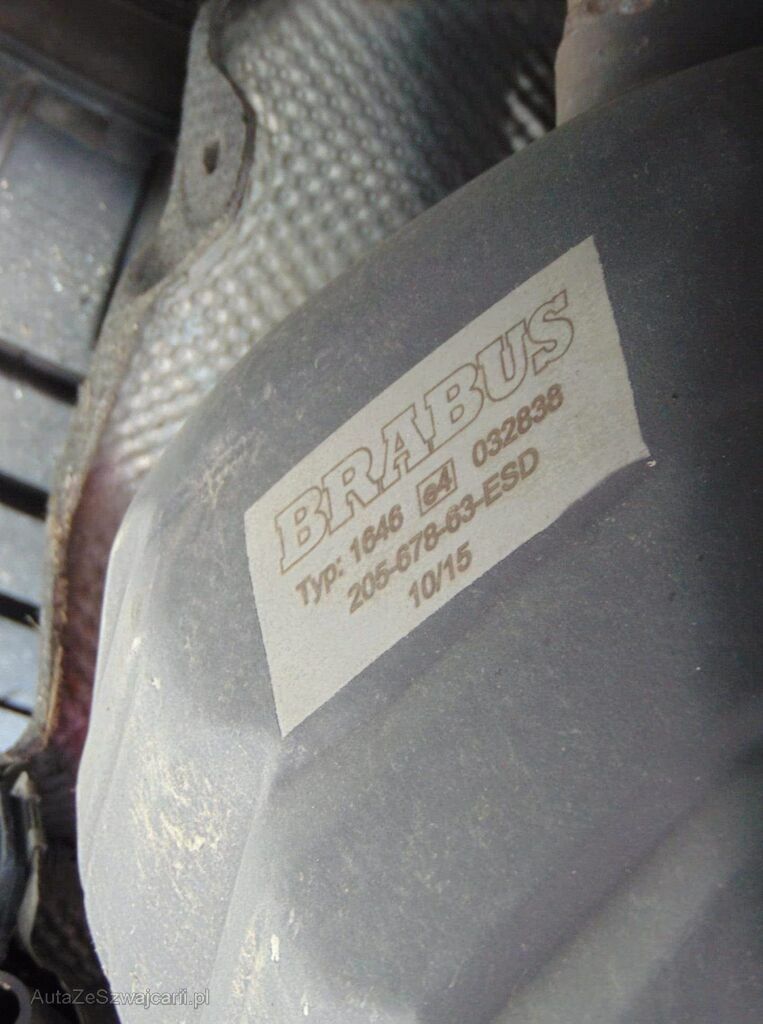 BRABUS
Typ: 1646 e4 032838
205-678-63-ESD
10/15
AutaZeSzwajcarii.pl